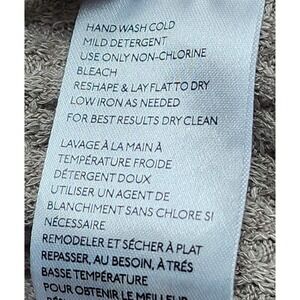 HAND WASH COLD
MILD DETERGENT
USE ONLY NON-CHLORINE
BLEACH
RESHAPE & LAY FLAT TO DRY
LOW IRON AS NEEDED
FOR BEST RESULTS DRY CLEAN
LAVAGE À LA MAIN À
TEMPÉRATURE FROIDE
DÉTERGENT DOUX
UTILISER UN AGENT DE
BLANCHIMENT SANS CHLORE SI
NÉCESSAIRE
REMODELER ET SÉCHER À PLAT
REPASSER, AU BESOIN, À TRÉS
BASSE TEMPÉRATURE
POUR OBTENIR LE MEILLEUR